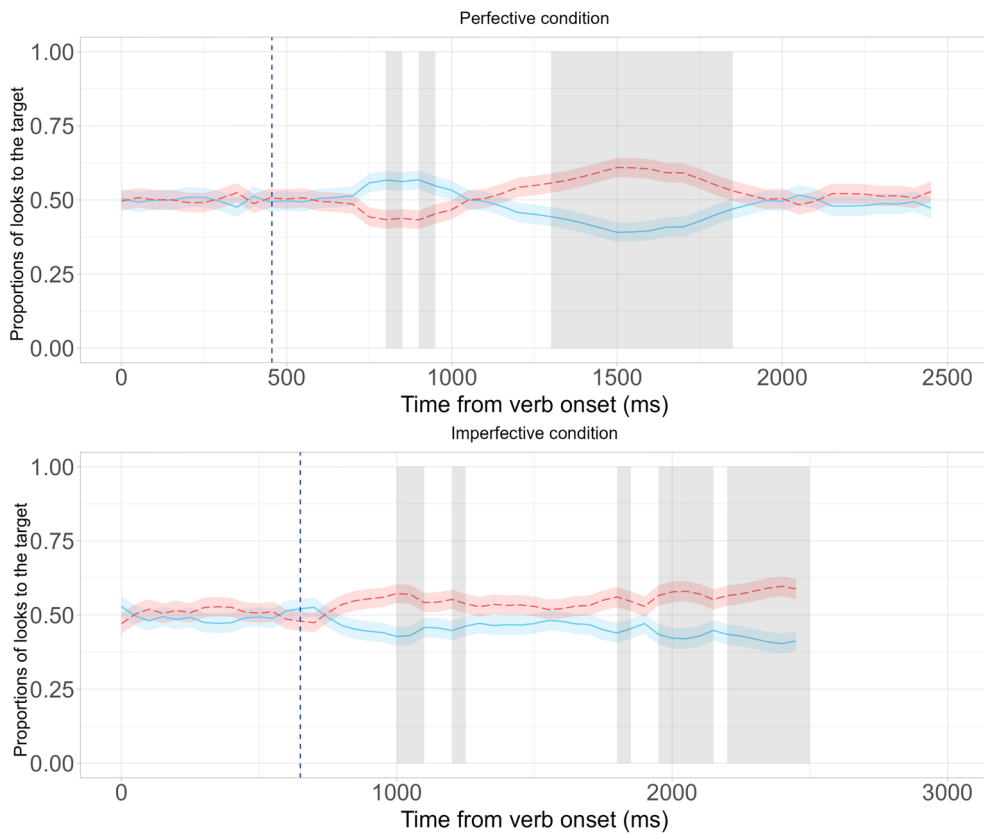 Perfective condition
Proportions of looks to the target
1.00
0.75
0.50
0.25
0.00
0 500 1000 1500 2000 2500
Time from verb onset (ms)
Imperfective condition
Proportions of looks to the target
1.00
0.75
0.50
0.25
0.00
0 1000 2000 3000
Time from verb onset (ms)